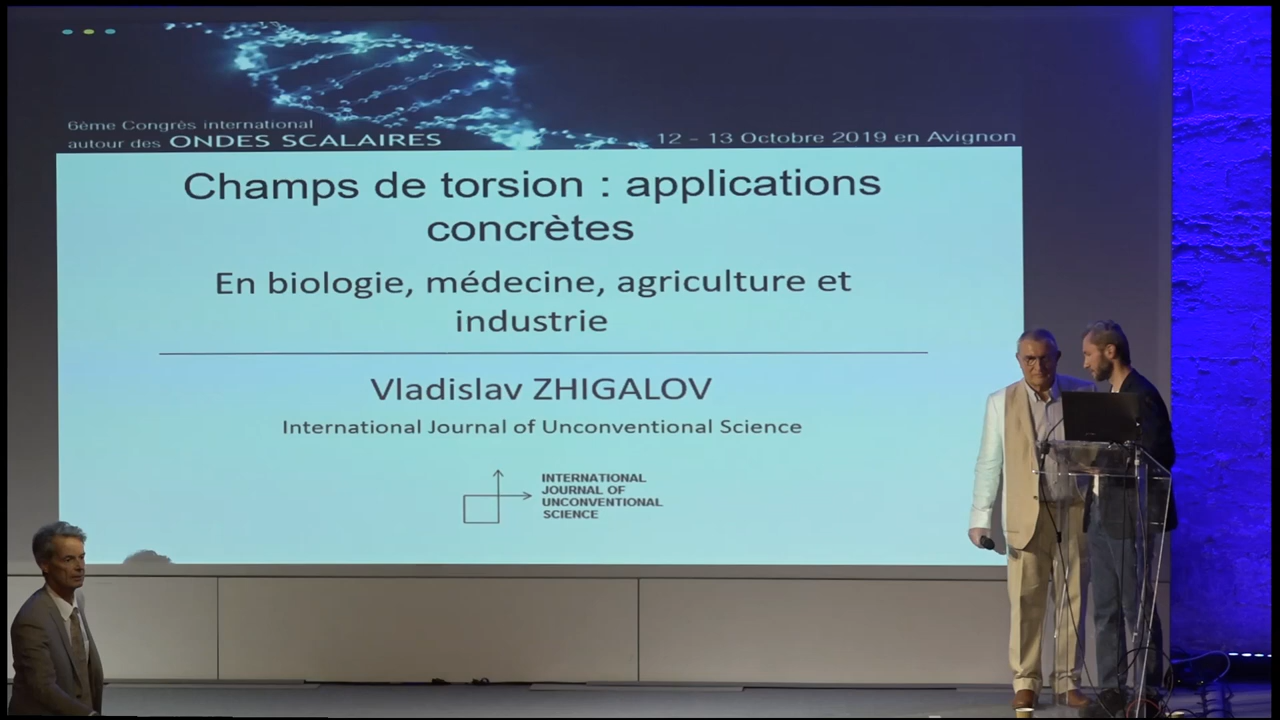 6ème Congrès international
autour des ONDES SCALAIRES
12 - 13 Octobre 2019 en Avignon
Champs de torsion : applications
concrètes
En biologie, médecine, agriculture et
industrie
Vladislav ZHIGALOV
International Journal of Unconventional Science
INTERNATIONAL
JOURNAL OF
UNCONVENTIONAL
SCIENCE